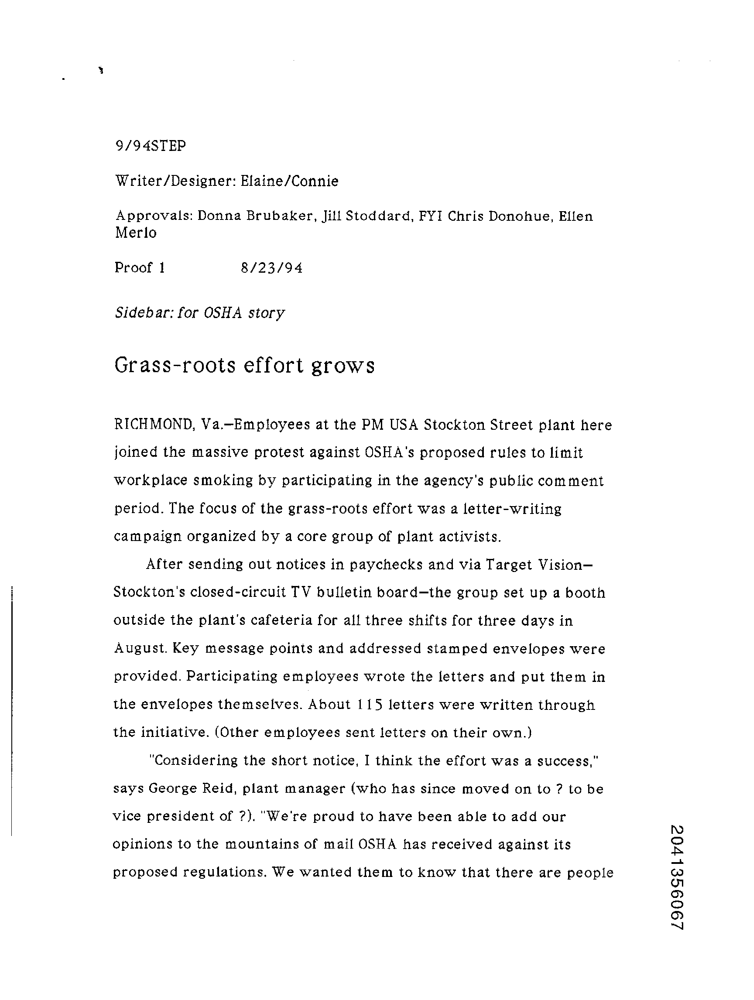 9/94STEP
Writer/Designer: Elaine/Connie
Approvals: Donna Brubaker, Jill Stoddard, FYI Chris Donohue, Ellen
Merlo
Proof 1 8/23/94
Sidebar: for OSHA story
Grass-roots effort grows
RICHMOND, Va.—Employees at the PM USA Stockton Street plant here
joined the massive protest against OSHA's proposed rules to limit
workplace smoking by participating in the agency's public comment
period. The focus of the grass-roots effort was a letter-writing
campaign organized by a core group of plant activists.
After sending out notices in paychecks and via Target Vision—
Stockton's closed-circuit TV bulletin board—the group set up a booth
outside the plant's cafeteria for all three shifts for three days in
August. Key message points and addressed stamped envelopes were
provided. Participating employees wrote the letters and put them in
the envelopes themselves. About 115 letters were written through
the initiative. (Other employees sent letters on their own.)
"Considering the short notice, I think the effort was a success,"
says George Reid, plant manager (who has since moved on to ? to be
vice president of ?). "We're proud to have been able to add our
opinions to the mountains of mail OSHA has received against its
proposed regulations. We wanted them to know that there are people
2041356067